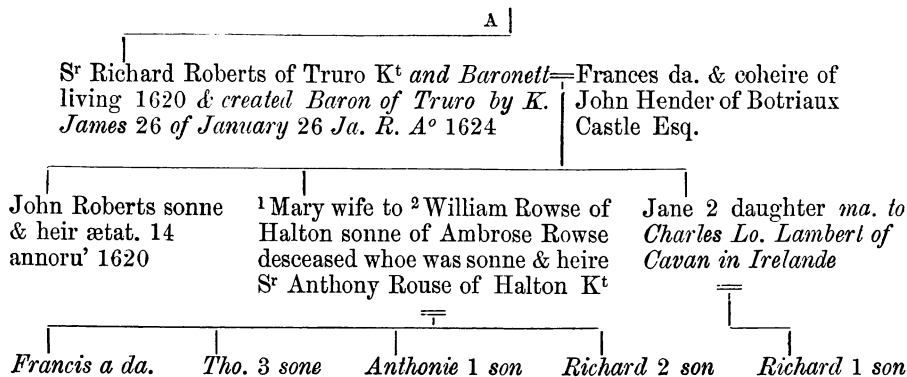 A
Sʳ Richard Roberts of Truro Kᵗ and Baronett
living 1620 & created Baron of Truro by K.
James 26 of January 26 Ja. R. Aº 1624
Frances da. & coheire of
John Hender of Botriaux
Castle Esq.
John Roberts sonne
& heir ætat. 14
annoru' 1620
¹ Mary wife to ² William Rowse of
Halton sonne of Ambrose Rowse
desceased whoe was sonne & heire
Sʳ Anthony Rouse of Halton Kᵗ
Jane 2 daughter ma. to
Charles Lo. Lambert of
Cavan in Irelande
Francis a da.
Tho. 3 sone
Anthonie 1 son
Richard 2 son
Richard 1 son